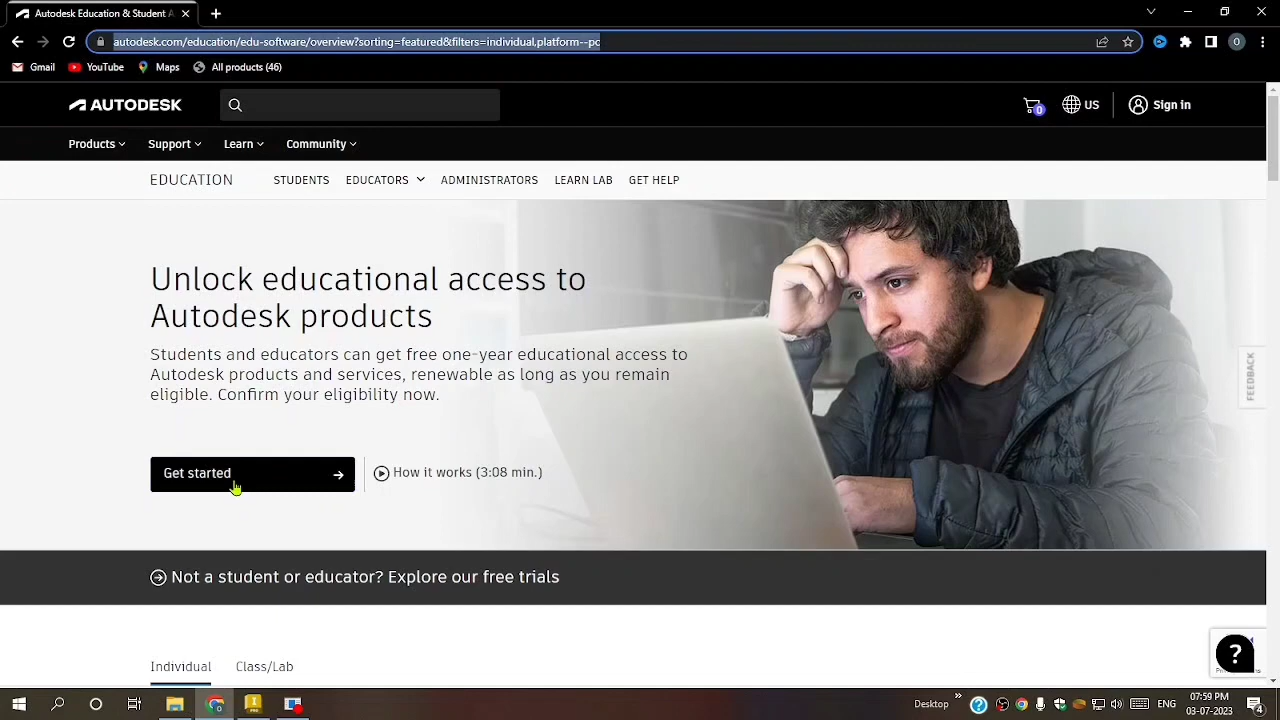 Autodesk Education & Student A
autodesk.com/education/edu-software/overview?sorting=featured&filters=individual,platform--pc
Gmail YouTube Maps All products (46)
AUTODESK
0 US Sign in
Products Support Learn Community
EDUCATION STUDENTS EDUCATORS ADMINISTRATORS LEARN LAB GET HELP
Unlock educational access to
Autodesk products
Students and educators can get free one-year educational access to
Autodesk products and services, renewable as long as you remain
eligible. Confirm your eligibility now.
FEEDBACK
Get started How it works (3:08 min.)
Not a student or educator? Explore our free trials
Individual Class/Lab
?
Desktop ENG 07:59 PM
03-07-2023